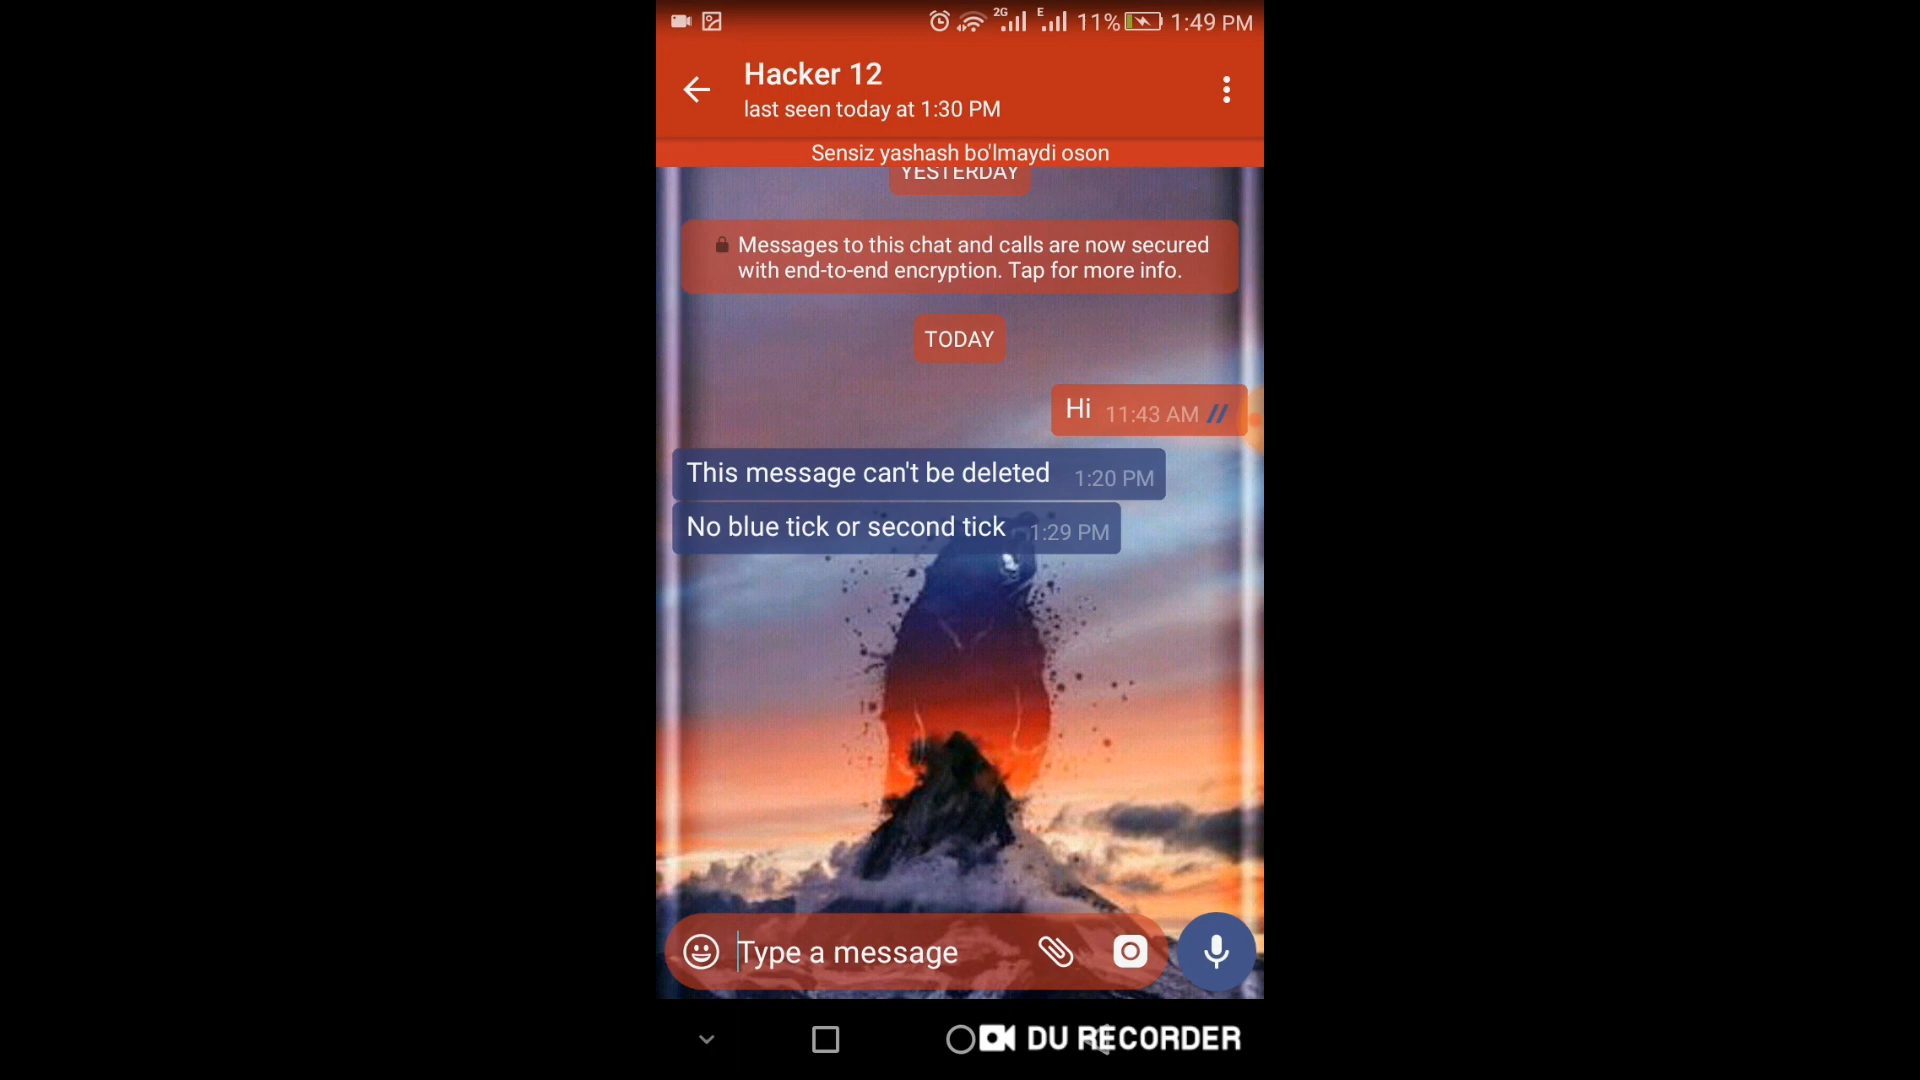 2G E 11% 1:49 PM
Hacker 12
last seen today at 1:30 PM
Sensiz yashash bo'lmaydi oson
YESTERDAY
Messages to this chat and calls are now secured
with end-to-end encryption. Tap for more info.
TODAY
Hi 11:43 AM
This message can't be deleted 1:20 PM
No blue tick or second tick 1:29 PM
Type a message
DU RECORDER